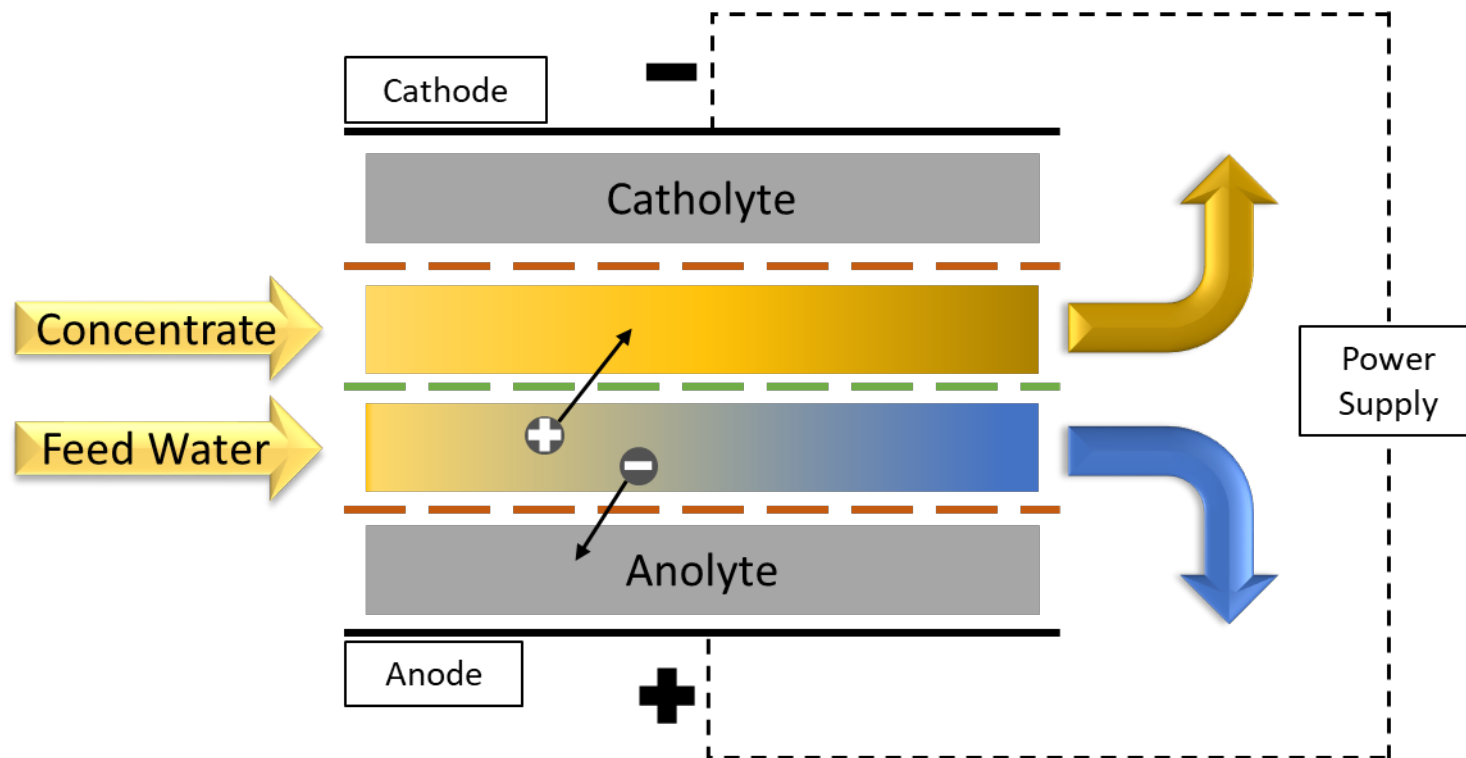 Cathode
Catholyte
Concentrate
Feed Water
Power
Supply
Anolyte
Anode